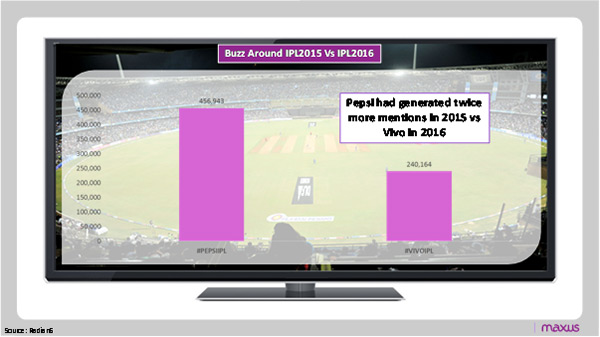 Buzz Around IPL2015 Vs IPL2016
500,000
450,000
400,000
350,000
300,000
250,000
200,000
150,000
100,000
50,000
0
456,943
240,164
#PEPSIIPL
#VIVOIPL
Pepsi had generated twice
more mentions in 2015 vs
Vivo in 2016
Source: Radian6
maxus